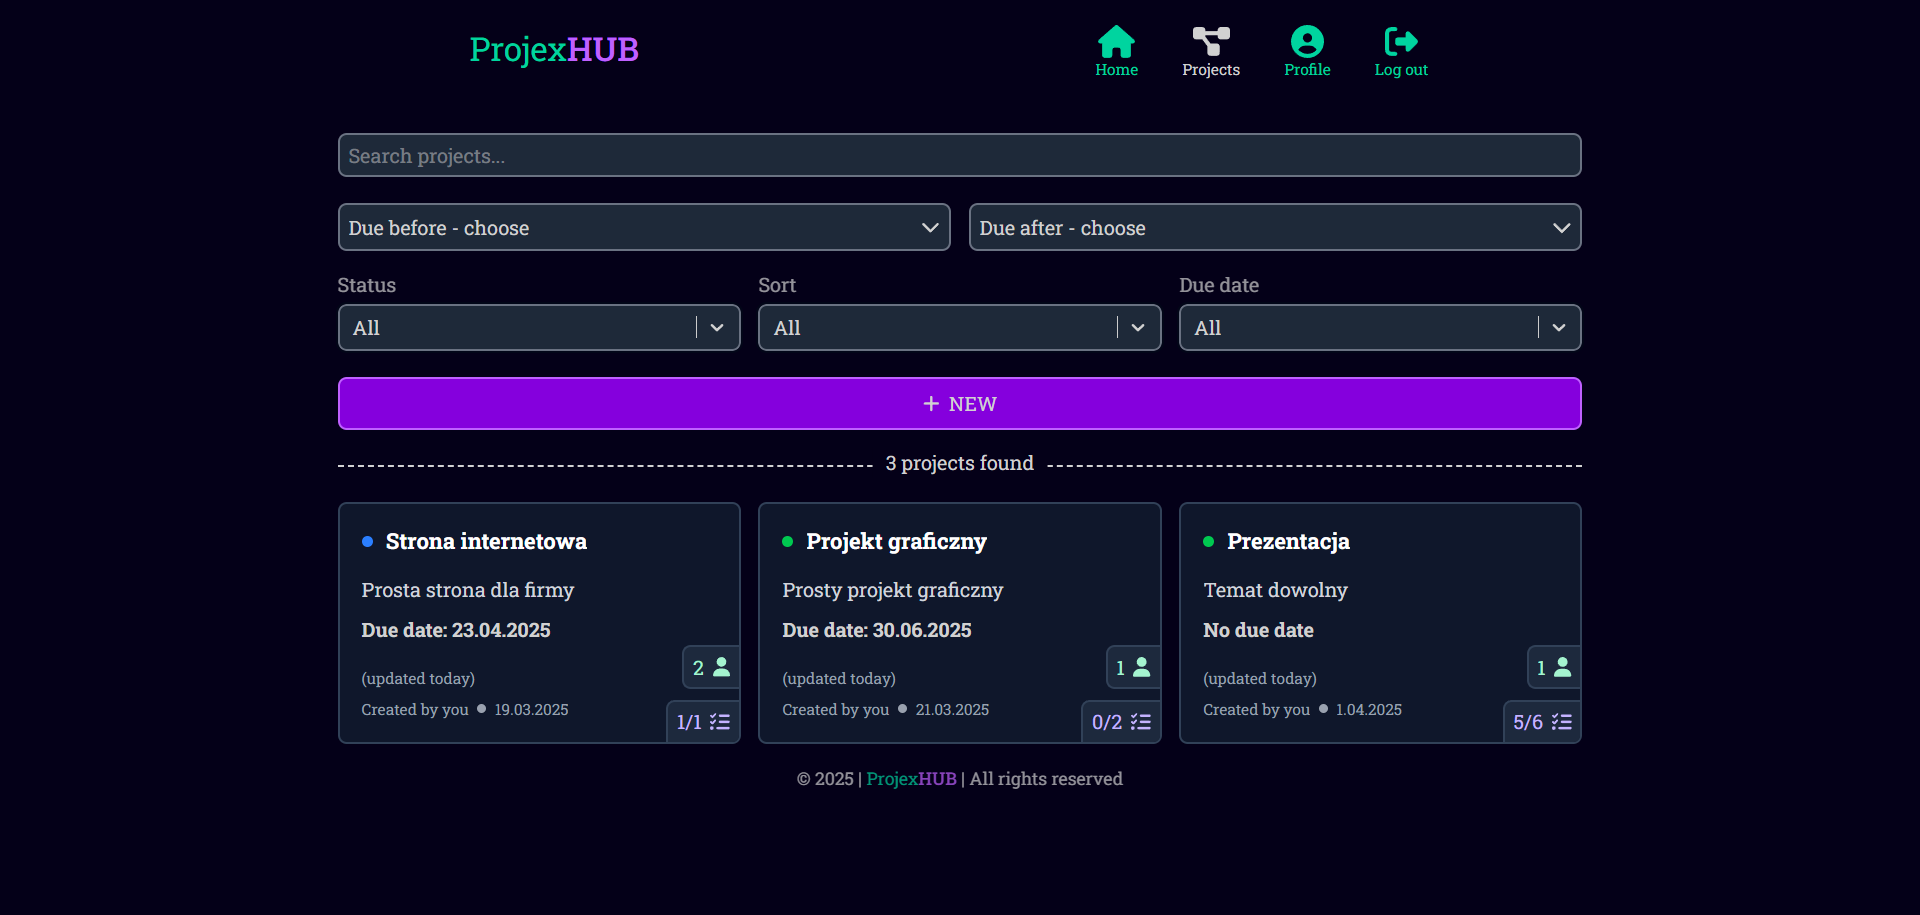 ProjexHUB
Home
Projects
Profile
Log out
Search projects...
Due before - choose
Due after - choose
Status
Sort
Due date
All
All
All
+ NEW
3 projects found
Strona internetowa
Prosta strona dla firmy
Due date: 23.04.2025
2
(updated today)
Created by you ● 19.03.2025
1/1
Projekt graficzny
Prosty projekt graficzny
Due date: 30.06.2025
1
(updated today)
Created by you ● 21.03.2025
0/2
Prezentacja
Temat dowolny
No due date
1
(updated today)
Created by you ● 1.04.2025
5/6
© 2025 | ProjexHUB | All rights reserved